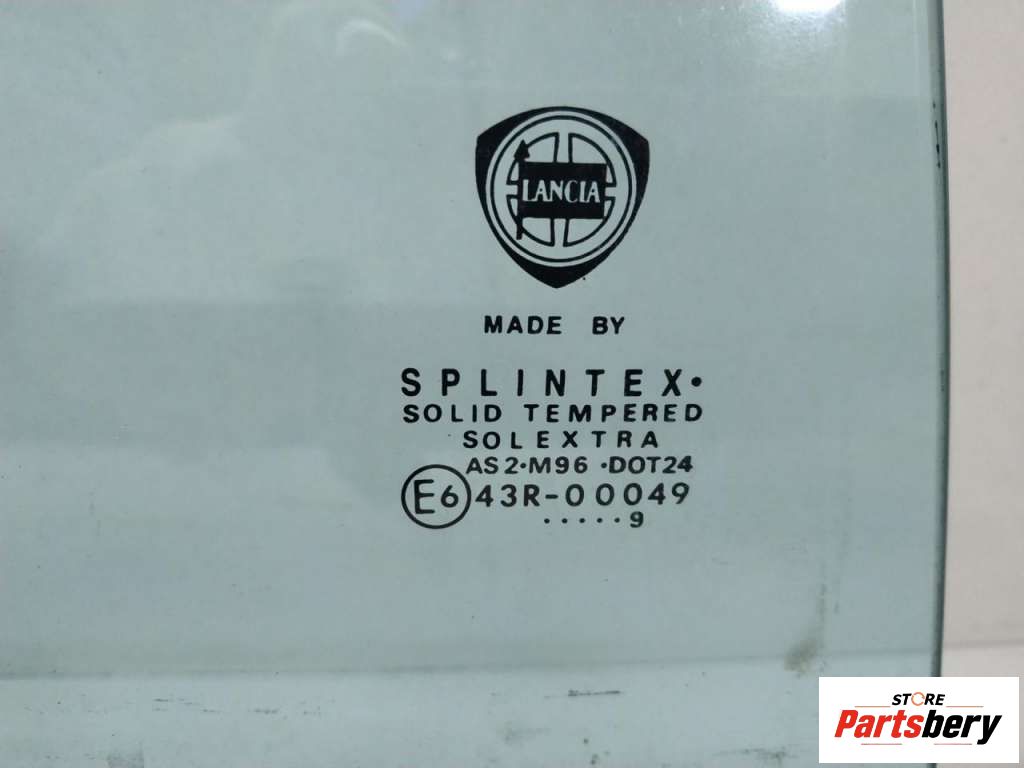 LANCIA
MADE BY
SPLINTEX•
SOLID TEMPERED
SOLEXTRA
AS2•M96 •DOT24
E6 43R-00049
•••••9
STORE
Partsbery